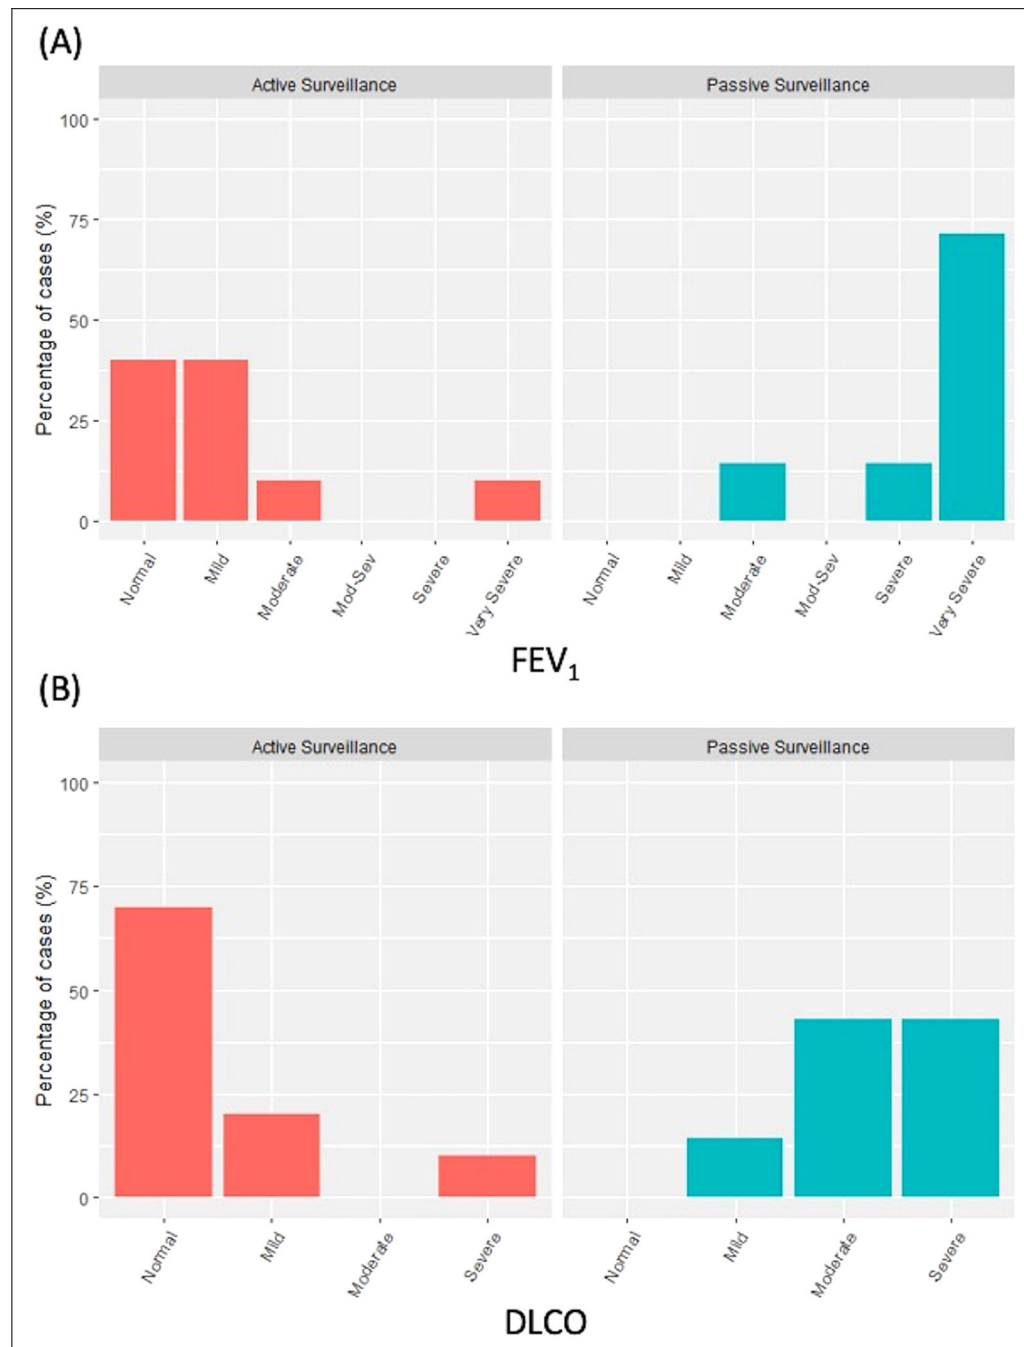 (A)
Active Surveillance
Passive Surveillance
Percentage of cases (%)
100
75
50
25
0
Normal
Mild
Moderate
Mod-Sev
Severe
Very Severe
Normal
Mild
Moderate
Mod-Sev
Severe
Very Severe
FEV₁
(B)
Active Surveillance
Passive Surveillance
Percentage of cases (%)
100
75
50
25
0
Normal
Mild
Moderate
Severe
Normal
Mild
Moderate
Severe
DLCO